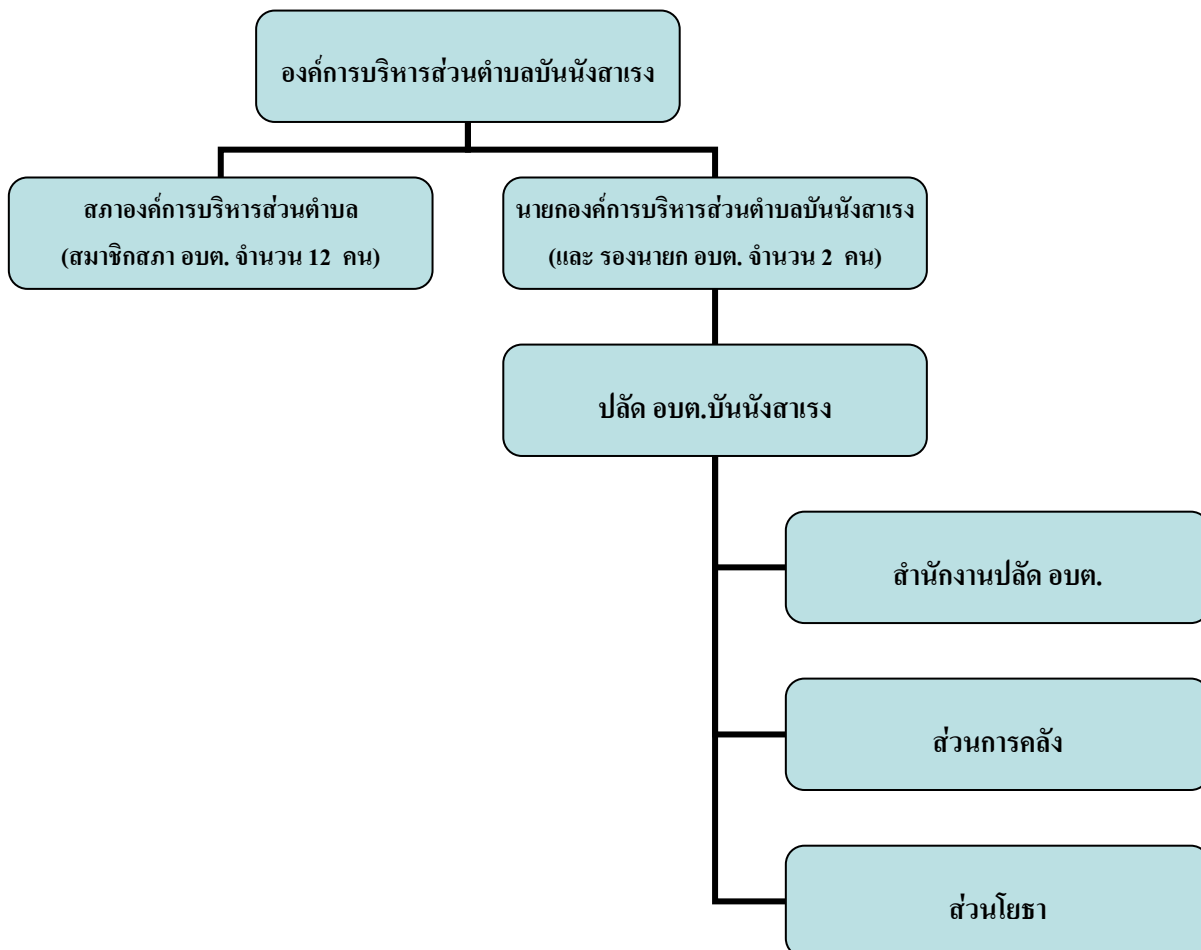 องค์การบริหารส่วนตำบลบันนังสาเรง
สภาองค์การบริหารส่วนตำบล
(สมาชิกสภา อบต. จำนวน 12 คน)
นายกองค์การบริหารส่วนตำบลบันนังสาเรง
(และ รองนายก อบต. จำนวน 2 คน)
ปลัด อบต.บันนังสาเรง
สำนักงานปลัด อบต.
ส่วนการคลัง
ส่วนโยธา